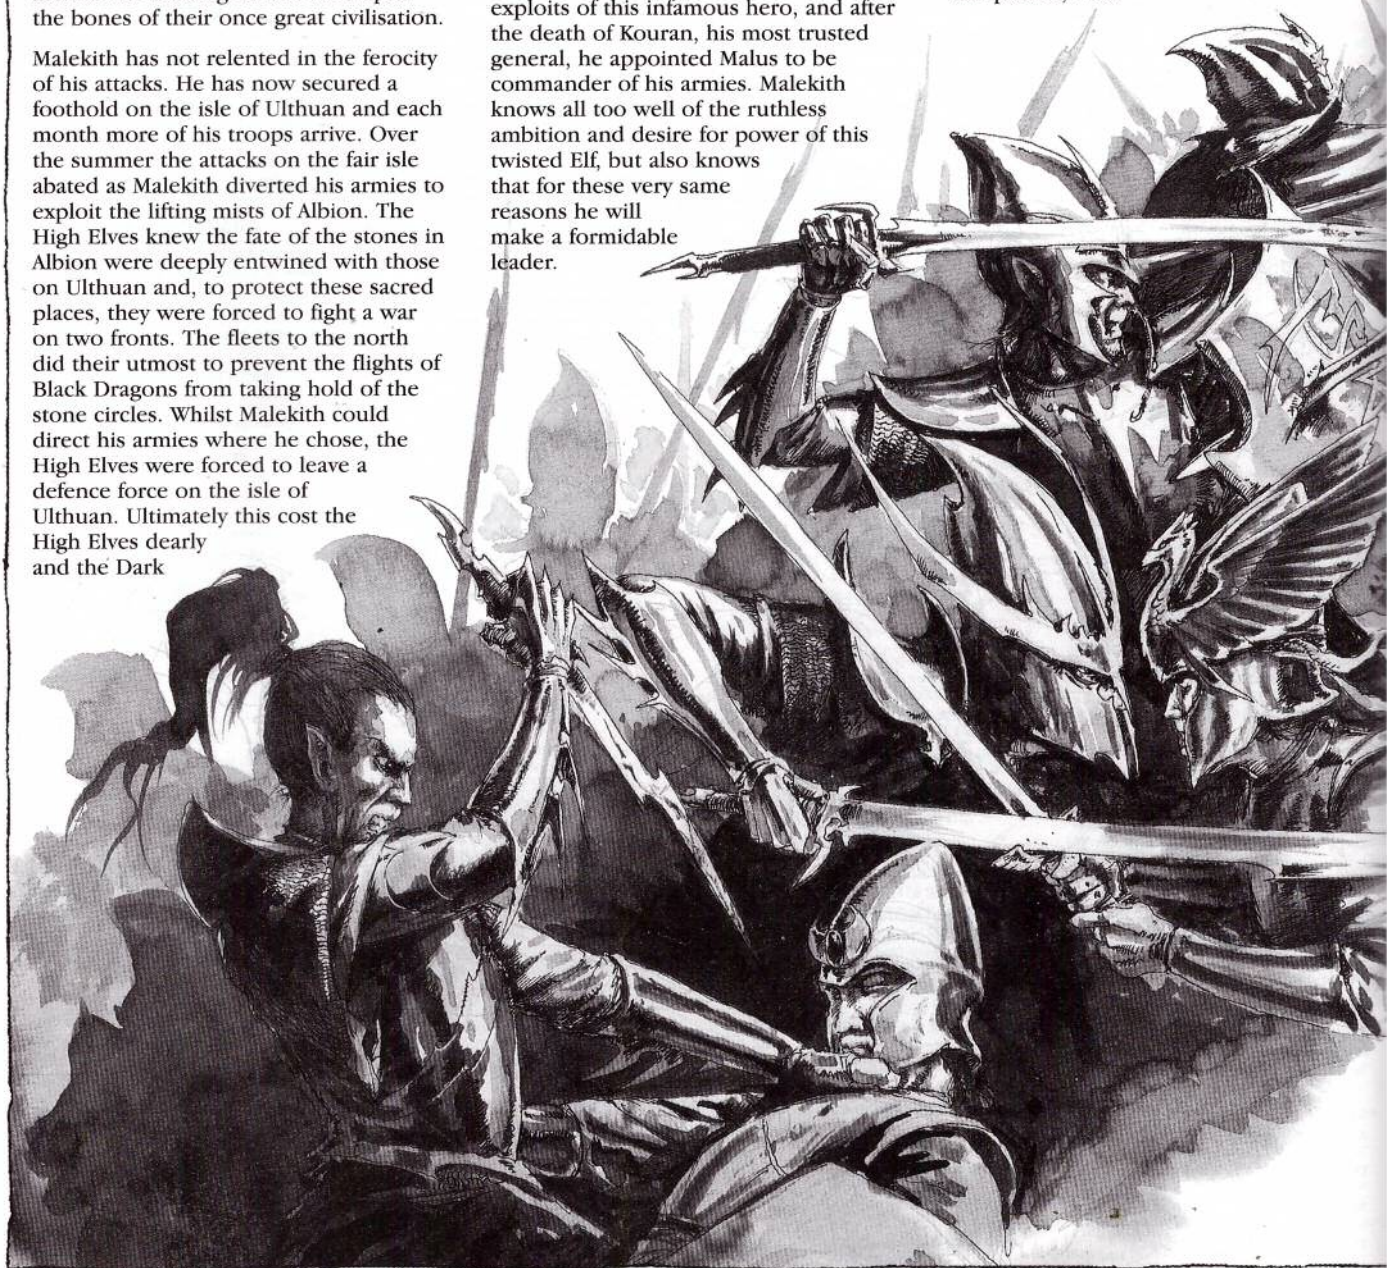 the bones of their once great civilisation.
Malekith has not relented in the ferocity
of his attacks. He has now secured a
foothold on the isle of Ulthuan and each
month more of his troops arrive. Over
the summer the attacks on the fair isle
abated as Malekith diverted his armies to
exploit the lifting mists of Albion. The
High Elves knew the fate of the stones in
Albion were deeply entwined with those
on Ulthuan and, to protect these sacred
places, they were forced to fight a war
on two fronts. The fleets to the north
did their utmost to prevent the flights of
Black Dragons from taking hold of the
stone circles. Whilst Malekith could
direct his armies where he chose, the
High Elves were forced to leave a
defence force on the isle of
Ulthuan. Ultimately this cost the
High Elves dearly
and the Dark
exploits of this infamous hero, and after
the death of Kouran, his most trusted
general, he appointed Malus to be
commander of his armies. Malekith
knows all too well of the ruthless
ambition and desire for power of this
twisted Elf, but also knows
that for these very same
reasons he will
make a formidable
leader.